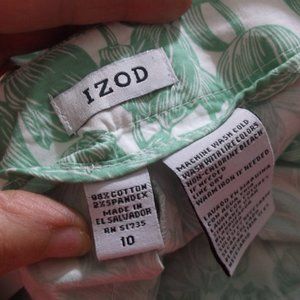 IZOD
98% COTTON
2% SPANDEX
MADE IN
EL SALVADOR
RN 51735
10
MACHINE WASH COLD
WASH WITH LIKE COLORS
NON-CHLORINE BLEACH
IF NEEDED
WARM IRON IF NEEDED